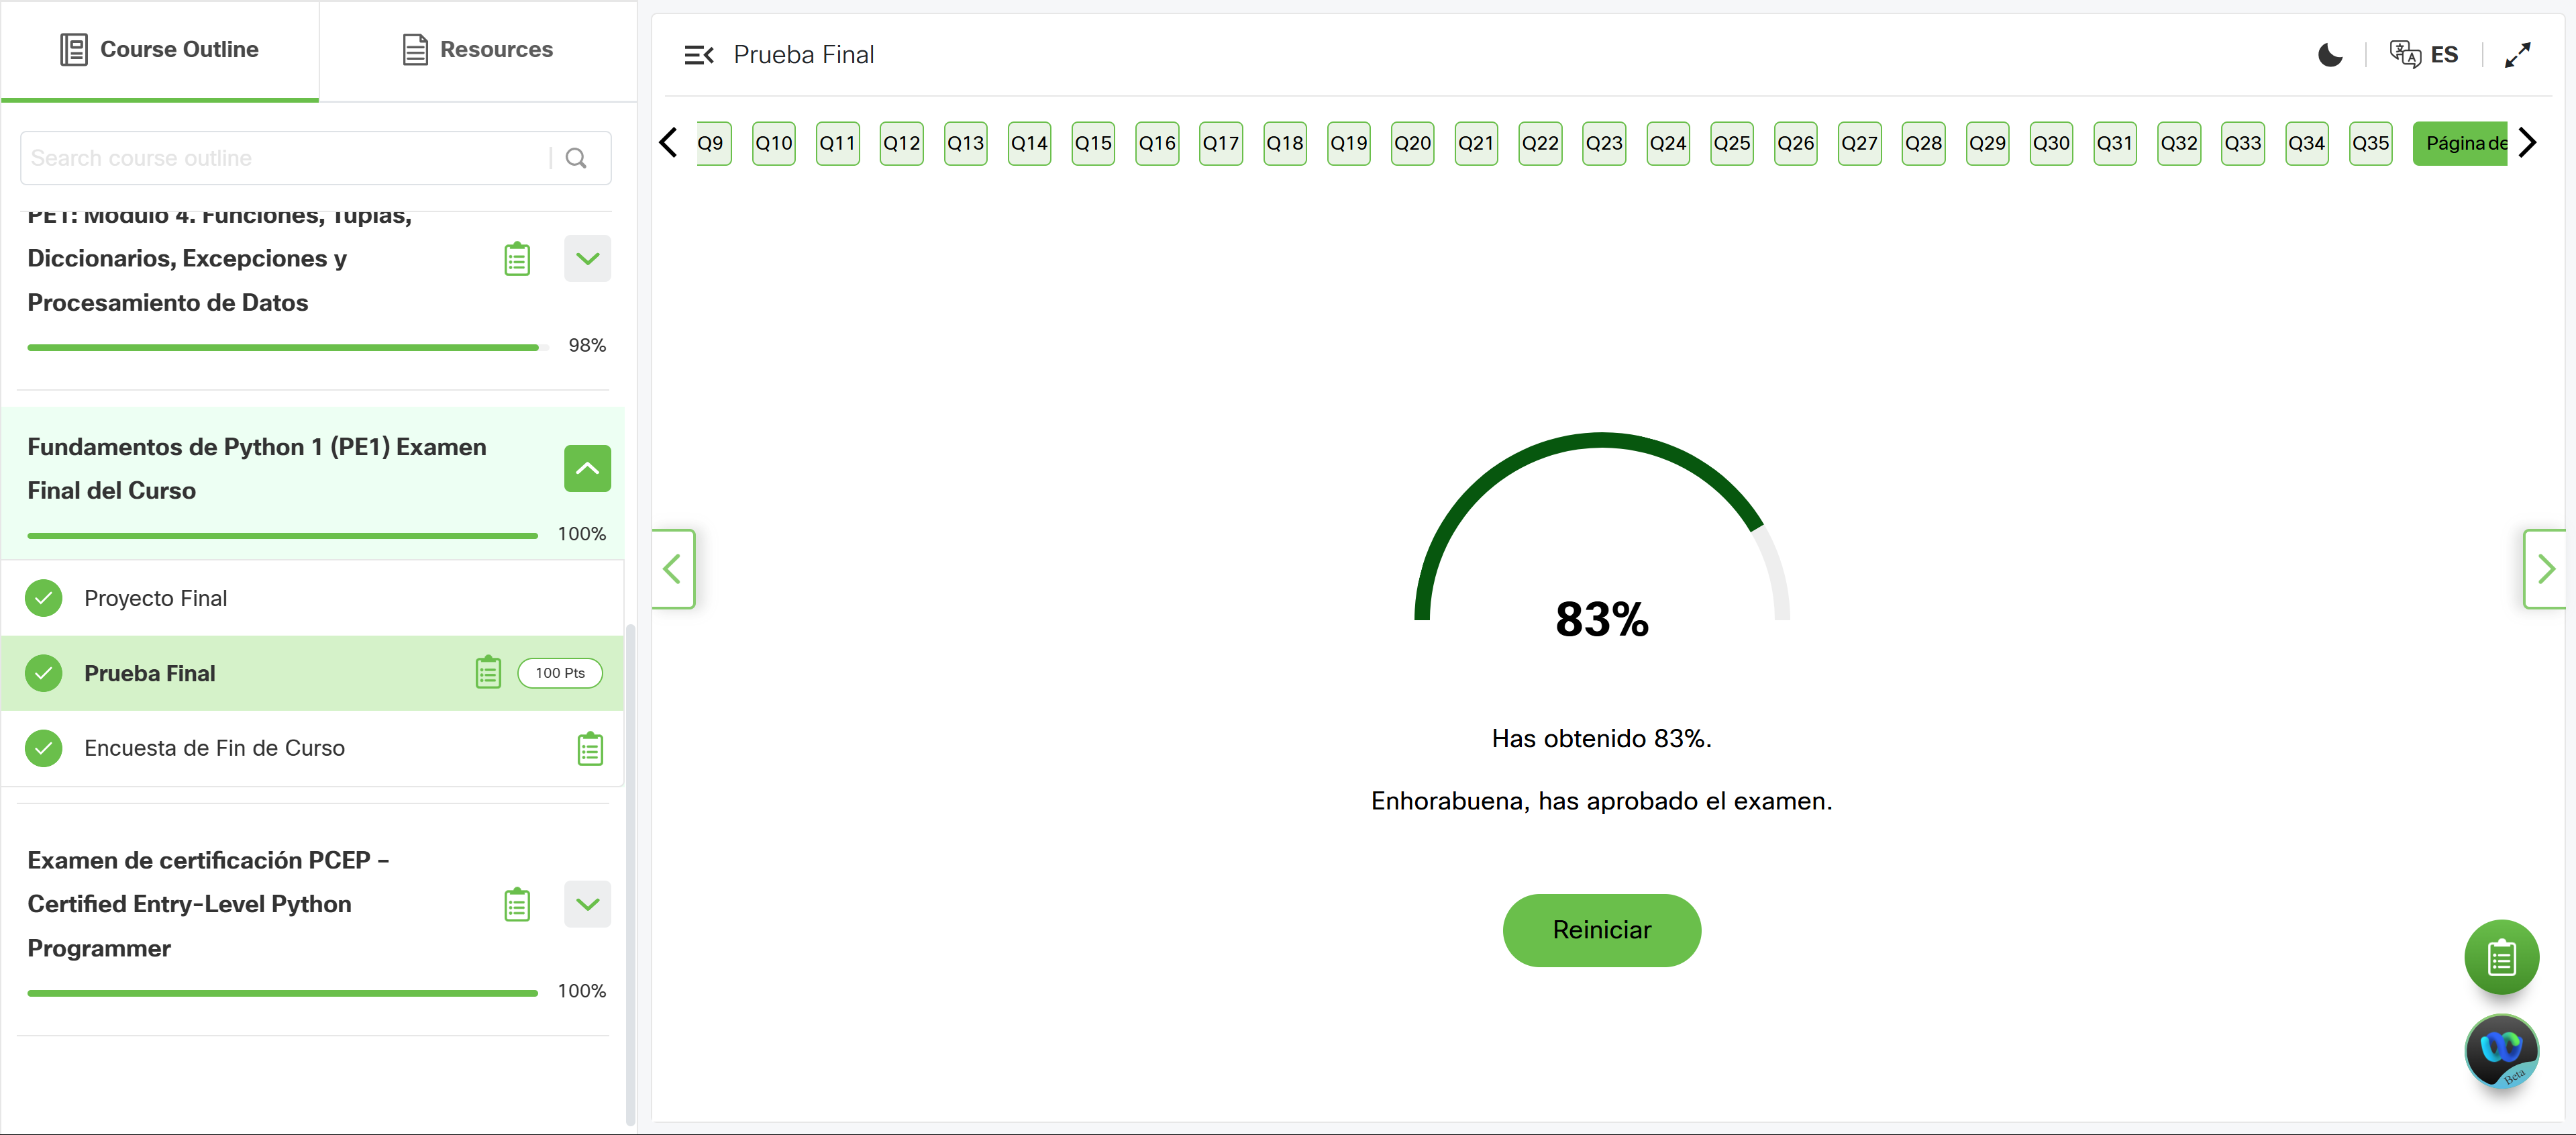 Course Outline
Resources
Search course outline
PE1: Módulo 4. Funciones, Tuplas,
Diccionarios, Excepciones y
Procesamiento de Datos
98%
Fundamentos de Python 1 (PE1) Examen
Final del Curso
100%
Proyecto Final
Prueba Final
100 Pts
Encuesta de Fin de Curso
Examen de certificación PCEP –
Certified Entry-Level Python
Programmer
100%
Prueba Final
ES
Q9 Q10 Q11 Q12 Q13 Q14 Q15 Q16 Q17 Q18 Q19 Q20 Q21 Q22 Q23 Q24 Q25 Q26 Q27 Q28 Q29 Q30 Q31 Q32 Q33 Q34 Q35 Página de
83%
Has obtenido 83%.
Enhorabuena, has aprobado el examen.
Reiniciar
Beta